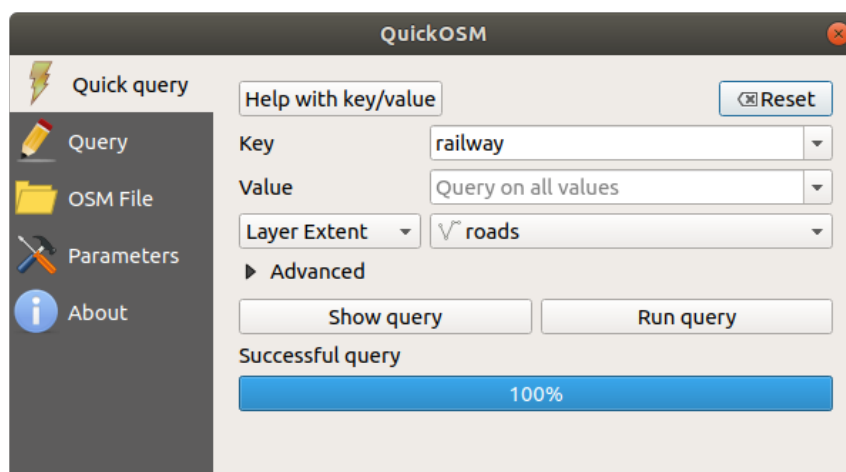 QuickOSM
Quick query
Query
OSM File
Parameters
About
Help with key/value
Reset
Key
railway
Value
Query on all values
Layer Extent
roads
Advanced
Show query
Run query
Successful query
100%